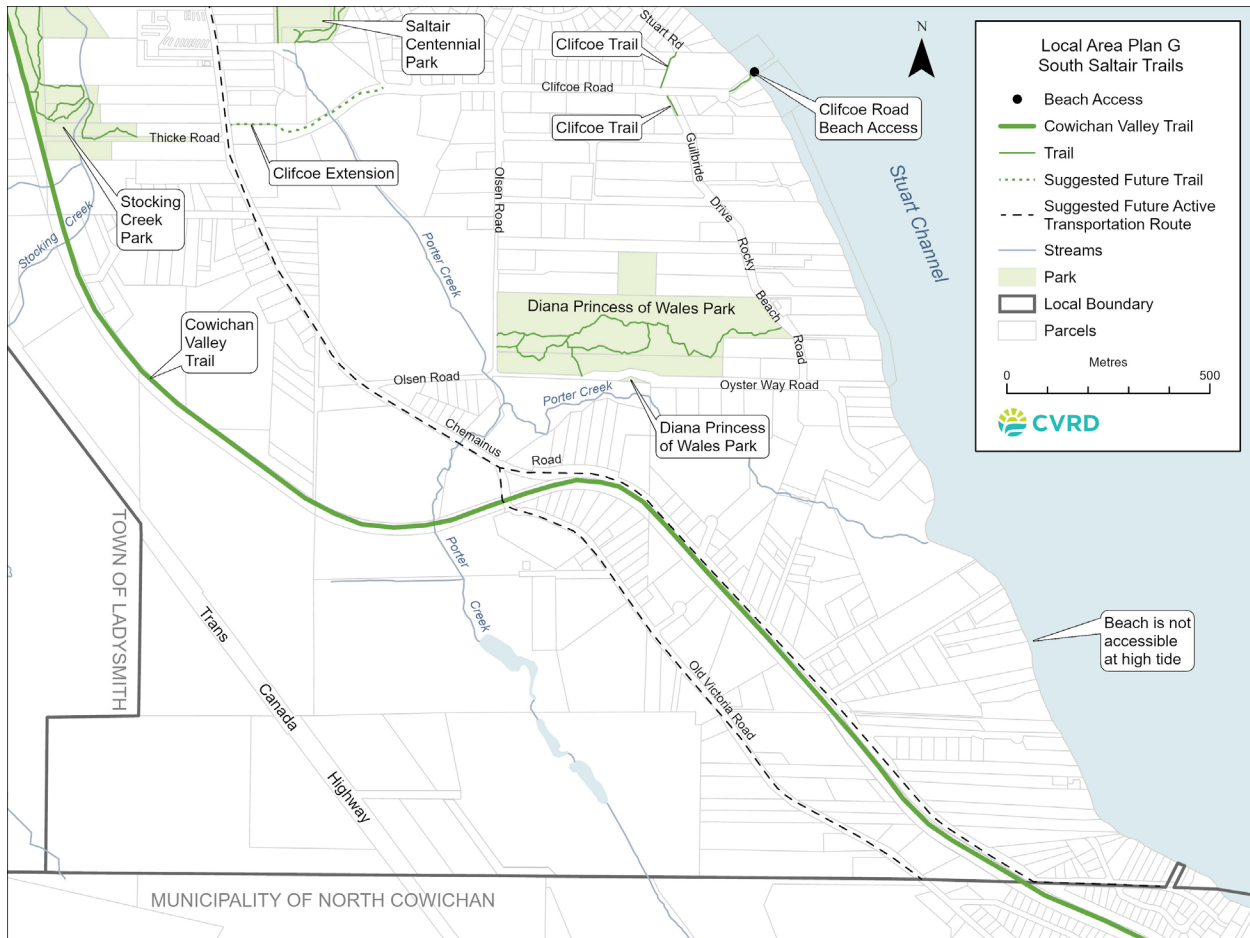 Stuart Rd
Saltair
Centennial
Park
Clifcoe Trail
N
Clifcoe Road
Clifcoe Road
Beach Access
Clifcoe Trail
Thicke Road
Clifcoe Extension
Guilbride
Drive
Stuart Channel
Stocking
Creek
Park
Stocking Creek
Olsen Road
Porter Creek
Rocky
Beach
Road
Diana Princess of Wales Park
Cowichan
Valley
Trail
Olsen Road
Oyster Way Road
Porter Creek
Diana Princess
of Wales Park
Chemainus
Road
TOWN OF LADYSMITH
Porter
Creek
Trans
Canada
Highway
Old Victoria Road
Beach is not
accessible
at high tide
MUNICIPALITY OF NORTH COWICHAN
Local Area Plan G
South Saltair Trails
Beach Access
Cowichan Valley Trail
Trail
Suggested Future Trail
Suggested Future Active
Transportation Route
Streams
Park
Local Boundary
Parcels
Metres
0 500
CVRD